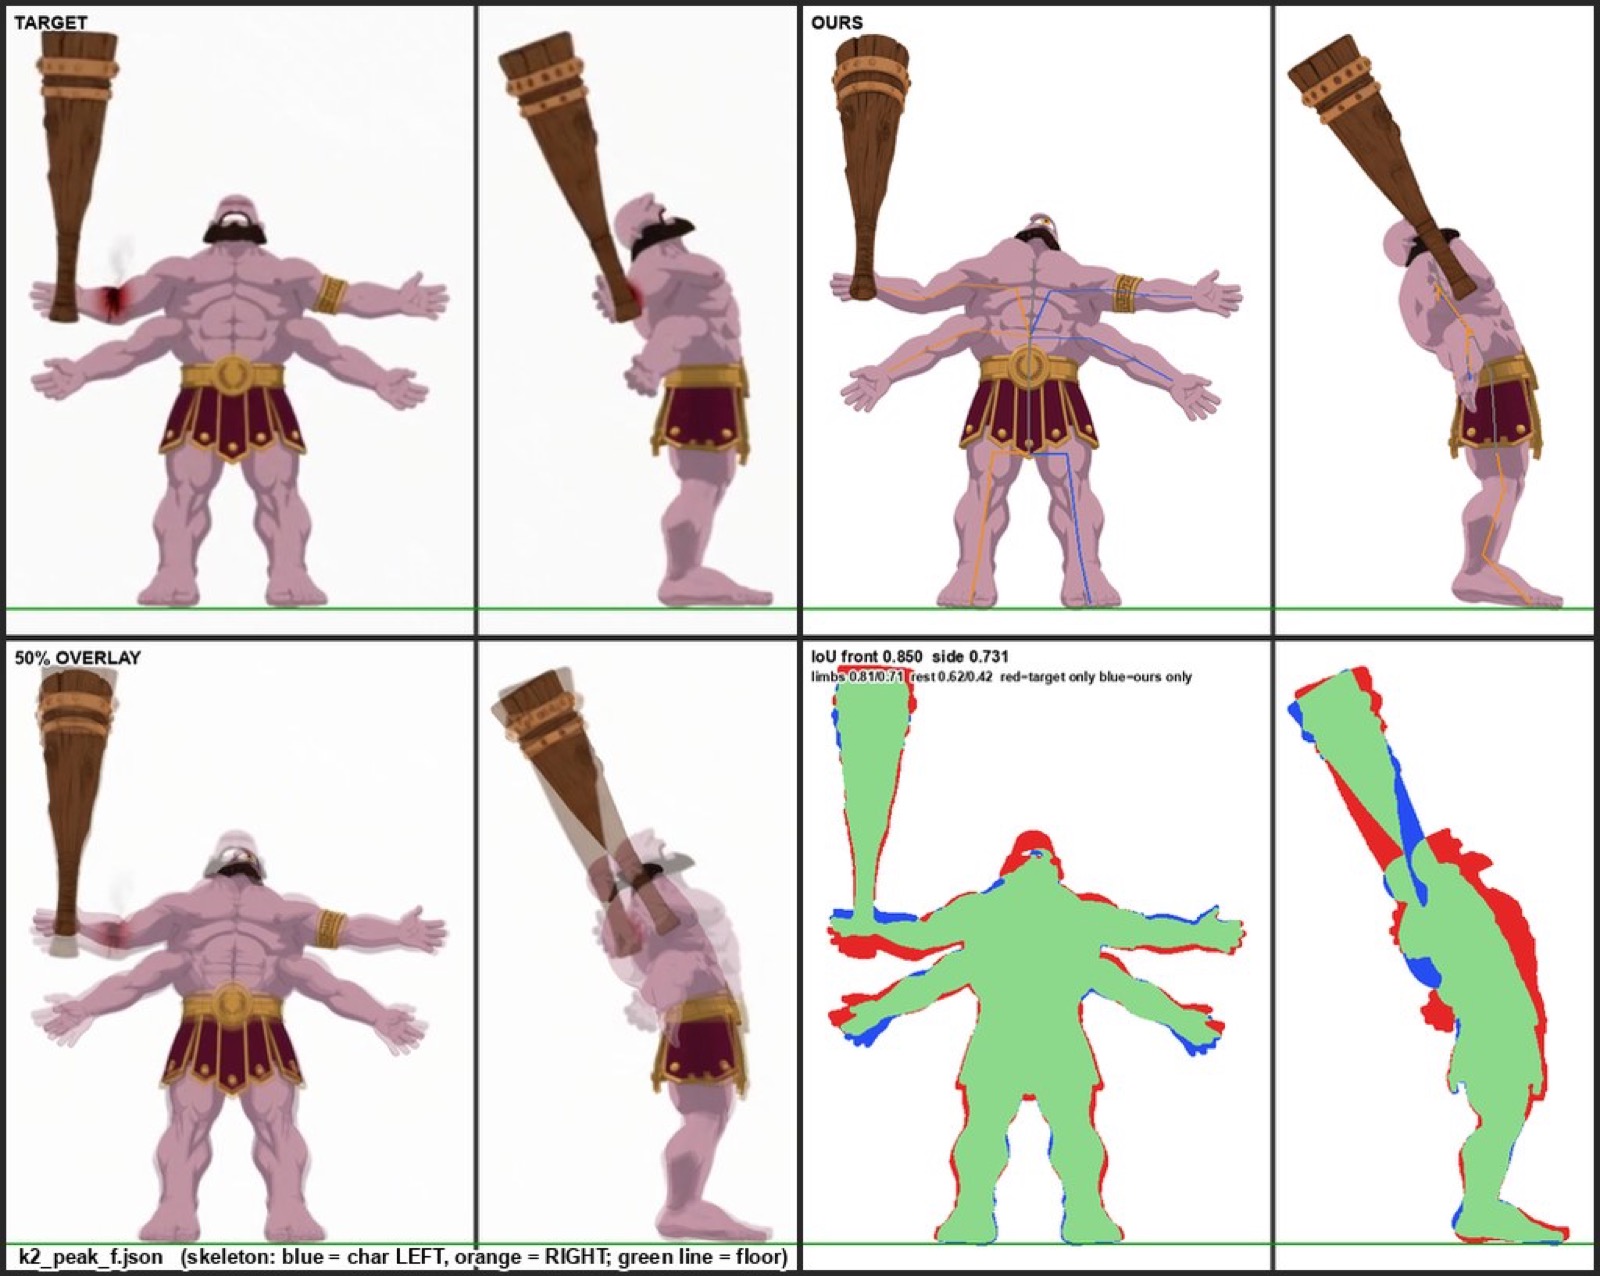 TARGET
OURS
50% OVERLAY
IoU front 0.850 side 0.731
limbs 0.81/0.71 rest 0.62/0.42 red=target only blue=ours only
k2_peak_f.json (skeleton: blue = char LEFT, orange = RIGHT; green line = floor)